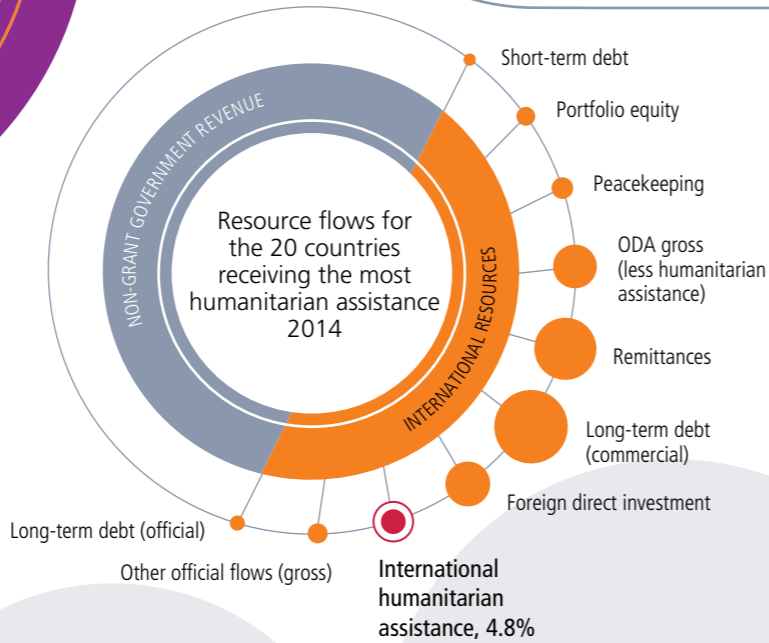 Short-term debt
Portfolio equity
Peacekeeping
ODA gross
(less humanitarian
assistance)
Remittances
Long-term debt
(commercial)
Foreign direct investment
International
humanitarian
assistance, 4.8%
Other official flows (gross)
Long-term debt (official)
NON-GRANT GOVERNMENT REVENUE
INTERNATIONAL RESOURCES
Resource flows for
the 20 countries
receiving the most
humanitarian assistance
2014